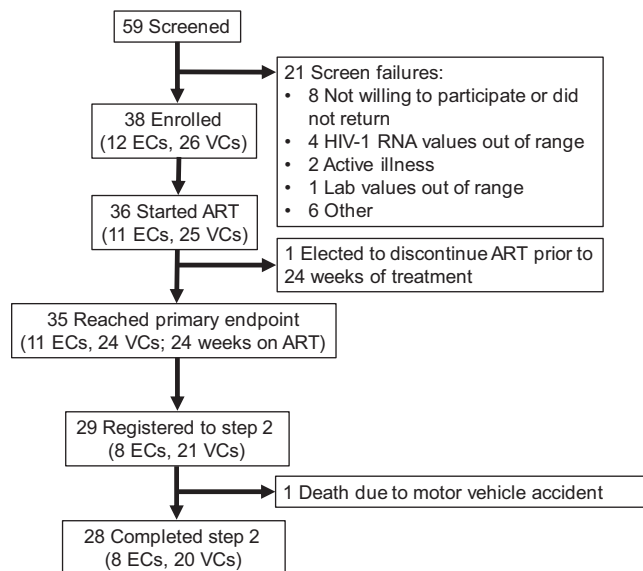 59 Screened
21 Screen failures:
• 8 Not willing to participate or did
not return
• 4 HIV-1 RNA values out of range
• 2 Active illness
• 1 Lab values out of range
• 6 Other
38 Enrolled
(12 ECs, 26 VCs)
36 Started ART
(11 ECs, 25 VCs)
1 Elected to discontinue ART prior to
24 weeks of treatment
35 Reached primary endpoint
(11 ECs, 24 VCs; 24 weeks on ART)
29 Registered to step 2
(8 ECs, 21 VCs)
1 Death due to motor vehicle accident
28 Completed step 2
(8 ECs, 20 VCs)